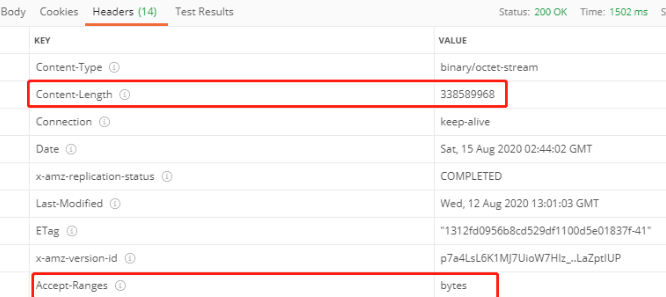 Body Cookies Headers (14) Test Results Status: 200 OK Time: 1502 ms S
KEY VALUE
Content-Type binary/octet-stream
Content-Length 338589968
Connection keep-alive
Date Sat, 15 Aug 2020 02:44:02 GMT
x-amz-replication-status COMPLETED
Last-Modified Wed, 12 Aug 2020 13:01:03 GMT
ETag "1312fd0956b8cd529df1100d5e01837f-41"
x-amz-version-id p7a4LsL6K1MJ7UioW7HIz_..LaZptIUP
Accept-Ranges bytes